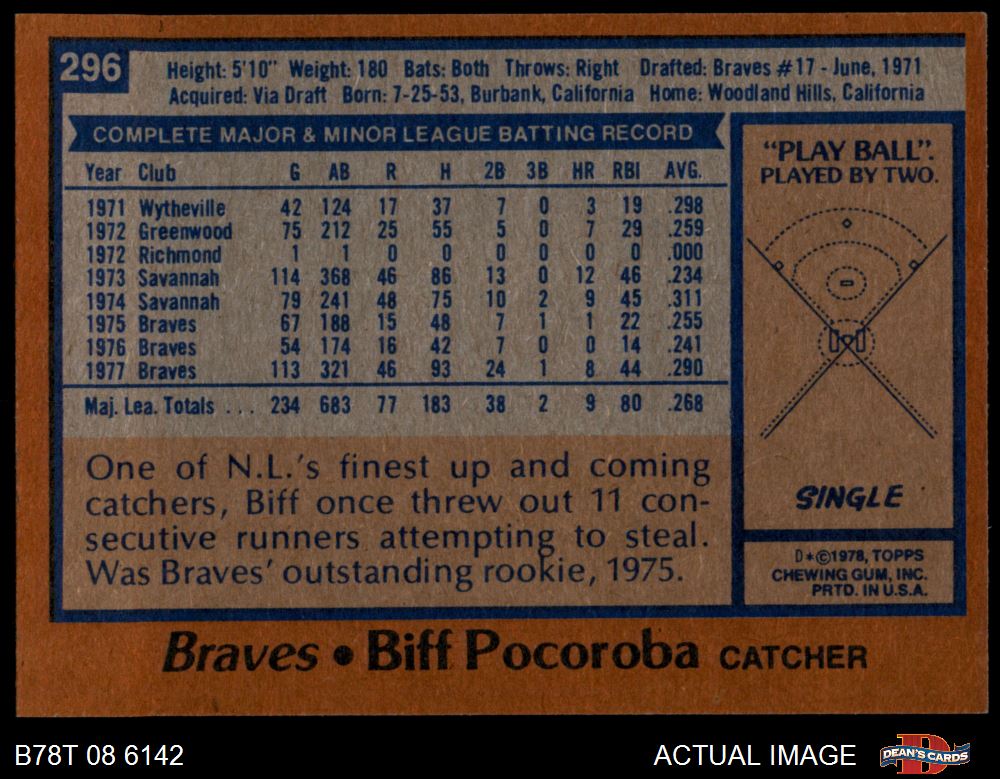 296
Height: 5'10" Weight: 180 Bats: Both Throws: Right Drafted: Braves #17 - June, 1971
Acquired: Via Draft Born: 7-25-53, Burbank, California Home: Woodland Hills, California
COMPLETE MAJOR & MINOR LEAGUE BATTING RECORD
Year Club G AB R H 2B 3B HR RBI AVG.
1971 Wytheville 42 124 17 37 7 0 3 19 .298
1972 Greenwood 75 212 25 55 5 0 7 29 .259
1972 Richmond 1 1 0 0 0 0 0 0 .000
1973 Savannah 114 368 46 86 13 0 12 46 .234
1974 Savannah 79 241 48 75 10 2 9 45 .311
1975 Braves 67 188 15 48 7 1 1 22 .255
1976 Braves 54 174 16 42 7 0 0 14 .241
1977 Braves 113 321 46 93 24 1 8 44 .290
Maj. Lea. Totals ... 234 683 77 183 38 2 9 80 .268
One of N.L.'s finest up and coming
catchers, Biff once threw out 11 con-
secutive runners attempting to steal.
Was Braves' outstanding rookie, 1975.
"PLAY BALL".
PLAYED BY TWO.
SINGLE
D*©1978, TOPPS
CHEWING GUM, INC.
PRTD. IN U.S.A.
Braves • Biff Pocoroba CATCHER
B78T 08 6142
ACTUAL IMAGE
DEAN'S CARDS